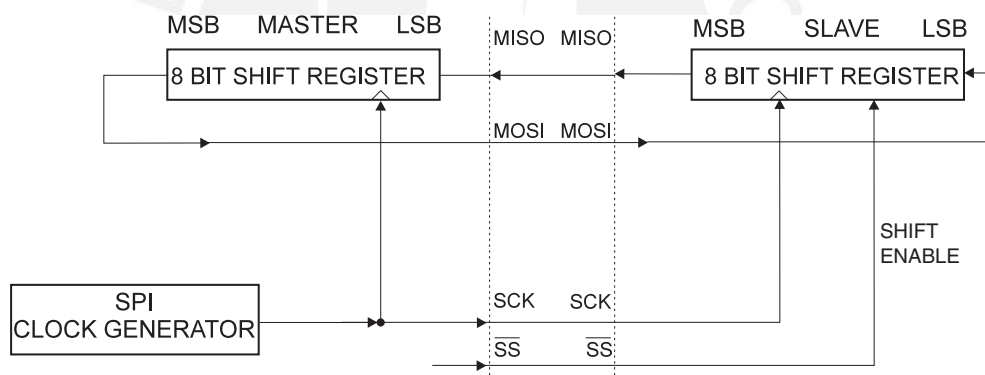 MSB MASTER LSB
MISO MISO
MSB SLAVE LSB
8 BIT SHIFT REGISTER
8 BIT SHIFT REGISTER
MOSI MOSI
SHIFT
ENABLE
SPI
CLOCK GENERATOR
SCK SCK
SS SS